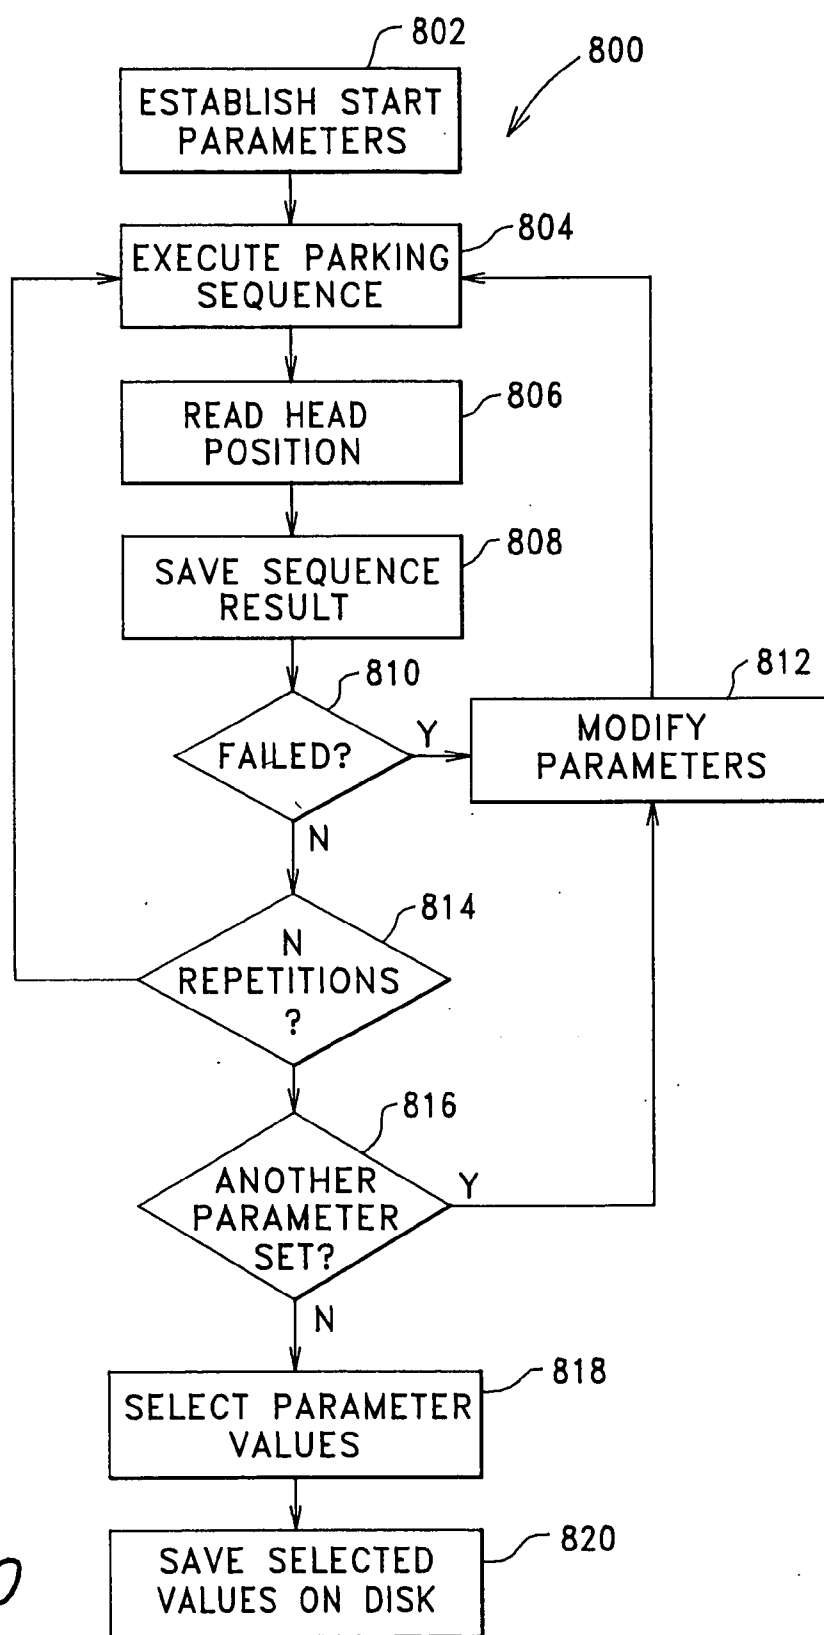 802
800
ESTABLISH START
PARAMETERS
804
EXECUTE PARKING
SEQUENCE
806
READ HEAD
POSITION
808
SAVE SEQUENCE
RESULT
810
812
FAILED?
Y
MODIFY
PARAMETERS
N
814
N
REPETITIONS
?
816
ANOTHER
PARAMETER
SET?
Y
N
818
SELECT PARAMETER
VALUES
820
SAVE SELECTED
VALUES ON DISK